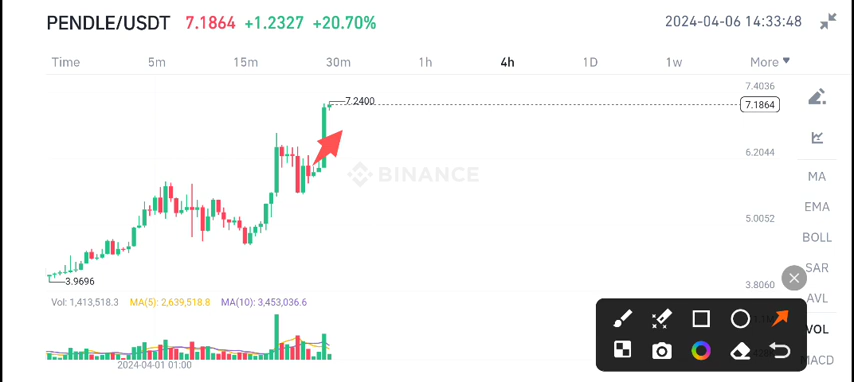 PENDLE/USDT 7.1864 +1.2327 +20.70% 2024-04-06 14:33:48
Time 5m 15m 30m 1h 4h 1D 1w More
7.4036
7.2400
7.1864
6.2044
BINANCE
MA
EMA
5.0052
BOLL
SAR
3.9696
3.8060
AVL
Vol: 1,413,518.3 MA(5): 2,639,518.8 MA(10): 3,453,036.6
VOL
MACD
2024-04-01 01:00